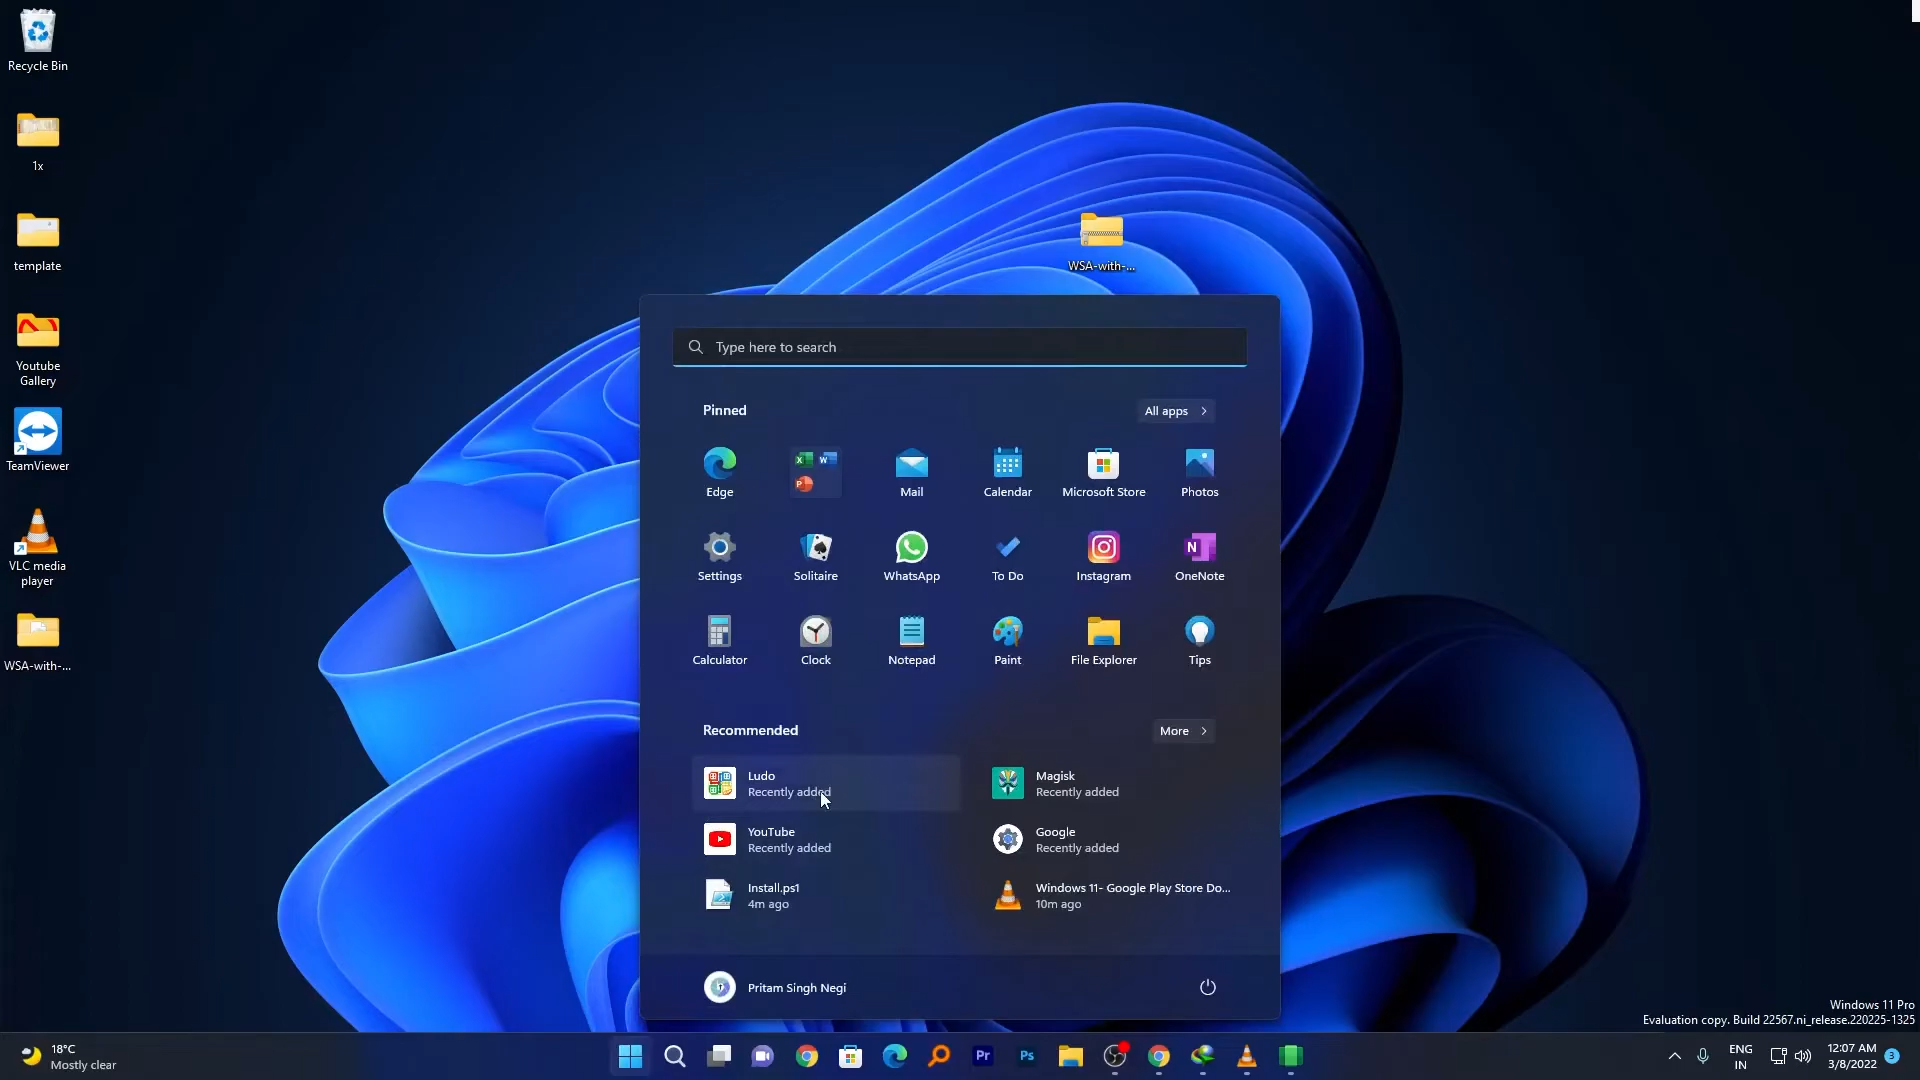 Recycle Bin
1x
template
Youtube
Gallery
TeamViewer
VLC media
player
WSA-with-...
WSA-with-...
Type here to search
Pinned
All apps
Edge
X W
P
Mail
Calendar
Microsoft Store
Photos
Settings
Solitaire
WhatsApp
To Do
Instagram
N
OneNote
Calculator
Clock
Notepad
Paint
File Explorer
Tips
Recommended
More
Ludo
Recently added
Magisk
Recently added
YouTube
Recently added
Google
Recently added
Install.ps1
4m ago
Windows 11- Google Play Store Do...
10m ago
Pritam Singh Negi
Windows 11 Pro
Evaluation copy. Build 22567.ni_release.220225-1325
18°C
Mostly clear
Pr
Ps
ENG
IN
12:07 AM
3/8/2022
3